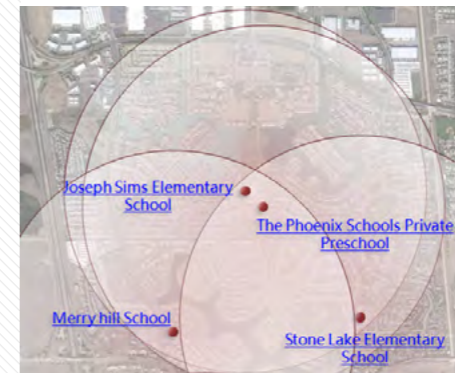 Joseph Sims Elementary
School
The Phoenix Schools Private
Preschool
Merry hill School
Stone Lake Elementary
School